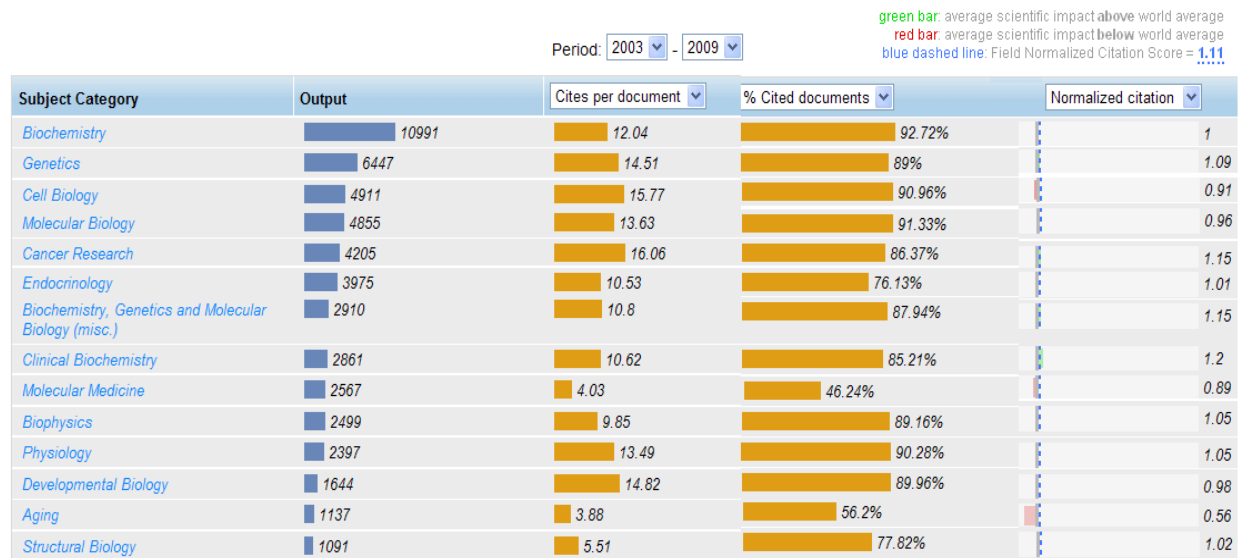 green bar: average scientific impact above world average
red bar: average scientific impact below world average
Period: 2003 - 2009
blue dashed line: Field Normalized Citation Score = 1.11
Subject Category Output Cites per document % Cited documents Normalized citation
Biochemistry 10991 12.04 92.72% 1
Genetics 6447 14.51 89% 1.09
Cell Biology 4911 15.77 90.96% 0.91
Molecular Biology 4855 13.63 91.33% 0.96
Cancer Research 4205 16.06 86.37% 1.15
Endocrinology 3975 10.53 76.13% 1.01
Biochemistry, Genetics and Molecular 2910 10.8 87.94% 1.15
Biology (misc.)
Clinical Biochemistry 2861 10.62 85.21% 1.2
Molecular Medicine 2567 4.03 46.24% 0.89
Biophysics 2499 9.85 89.16% 1.05
Physiology 2397 13.49 90.28% 1.05
Developmental Biology 1644 14.82 89.96% 0.98
Aging 1137 3.88 56.2% 0.56
Structural Biology 1091 5.51 77.82% 1.02